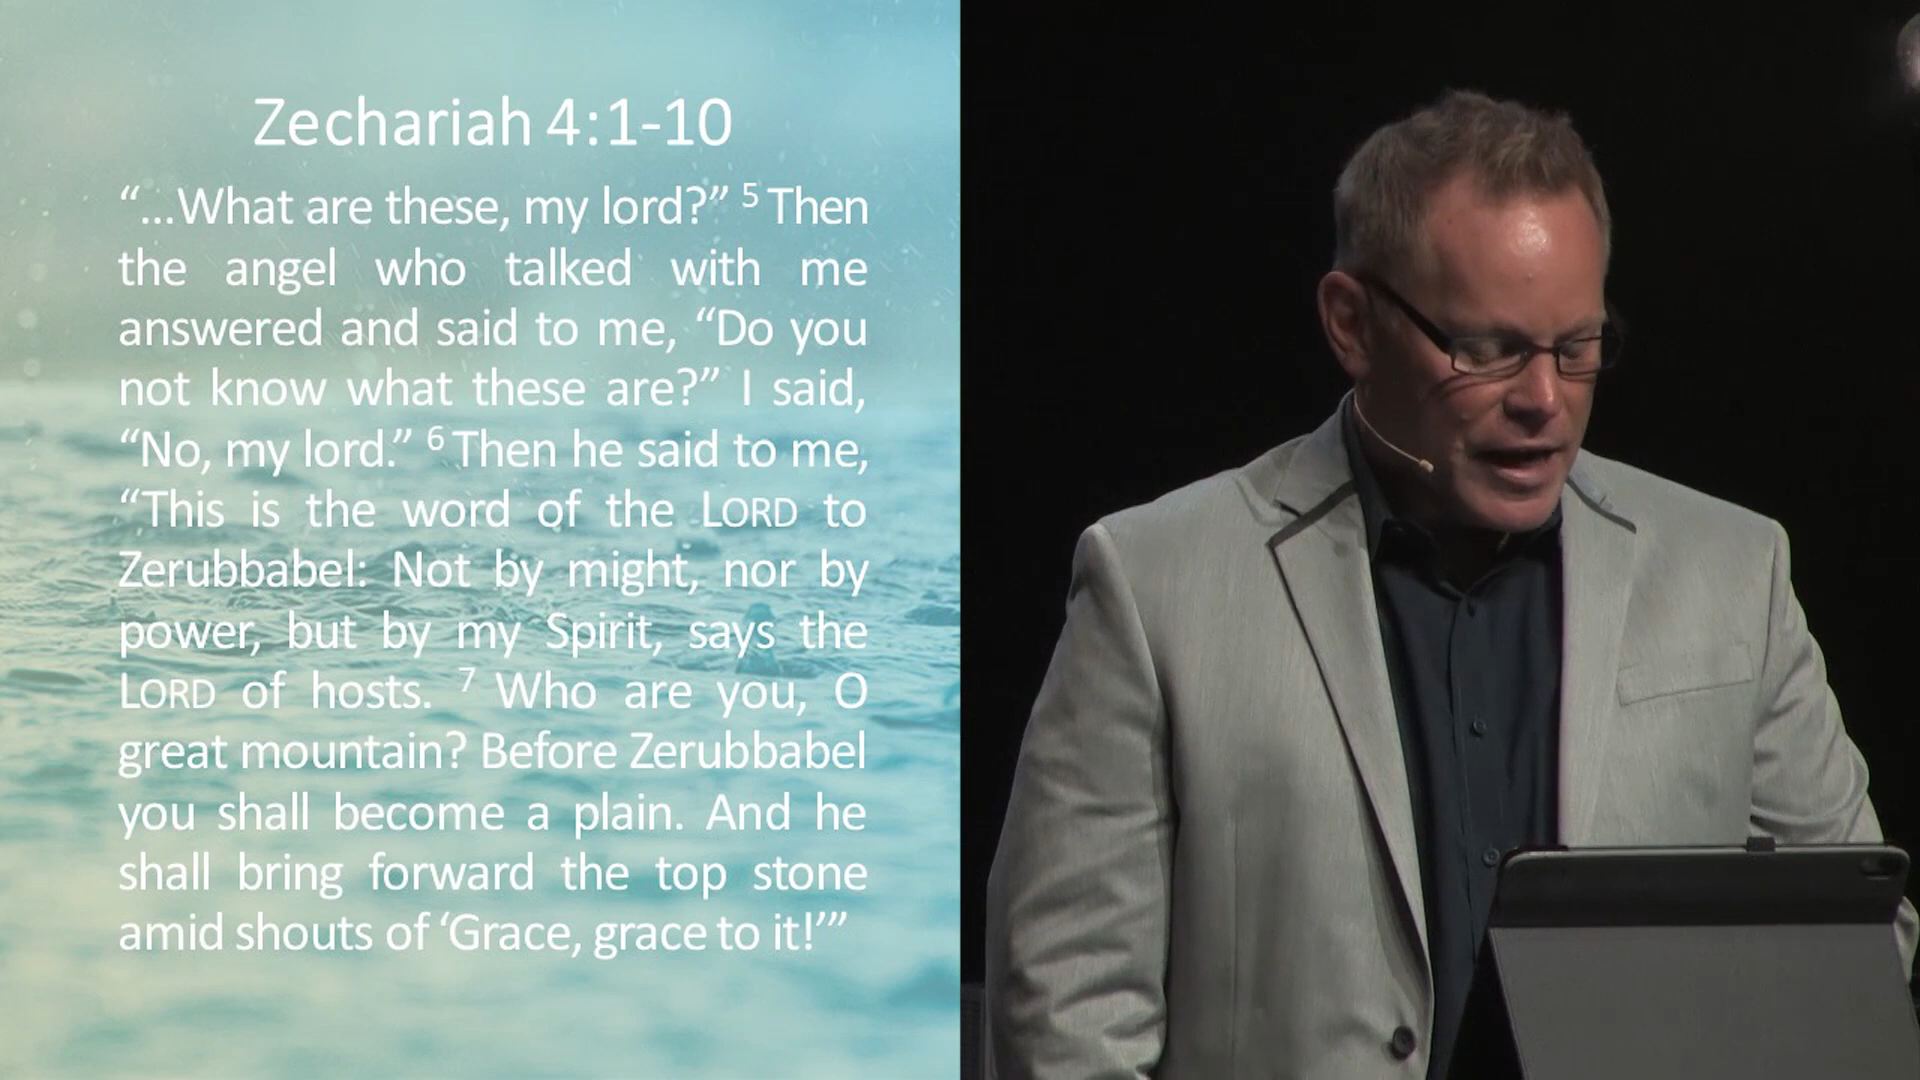 Zechariah 4:1-10
“...What are these, my lord?” ⁵ Then
the angel who talked with me
answered and said to me, “Do you
not know what these are?” I said,
“No, my lord.” ⁶ Then he said to me,
“This is the word of the LORD to
Zerubbabel: Not by might, nor by
power, but by my Spirit, says the
LORD of hosts. ⁷ Who are you, O
great mountain? Before Zerubbabel
you shall become a plain. And he
shall bring forward the top stone
amid shouts of ‘Grace, grace to it!’”